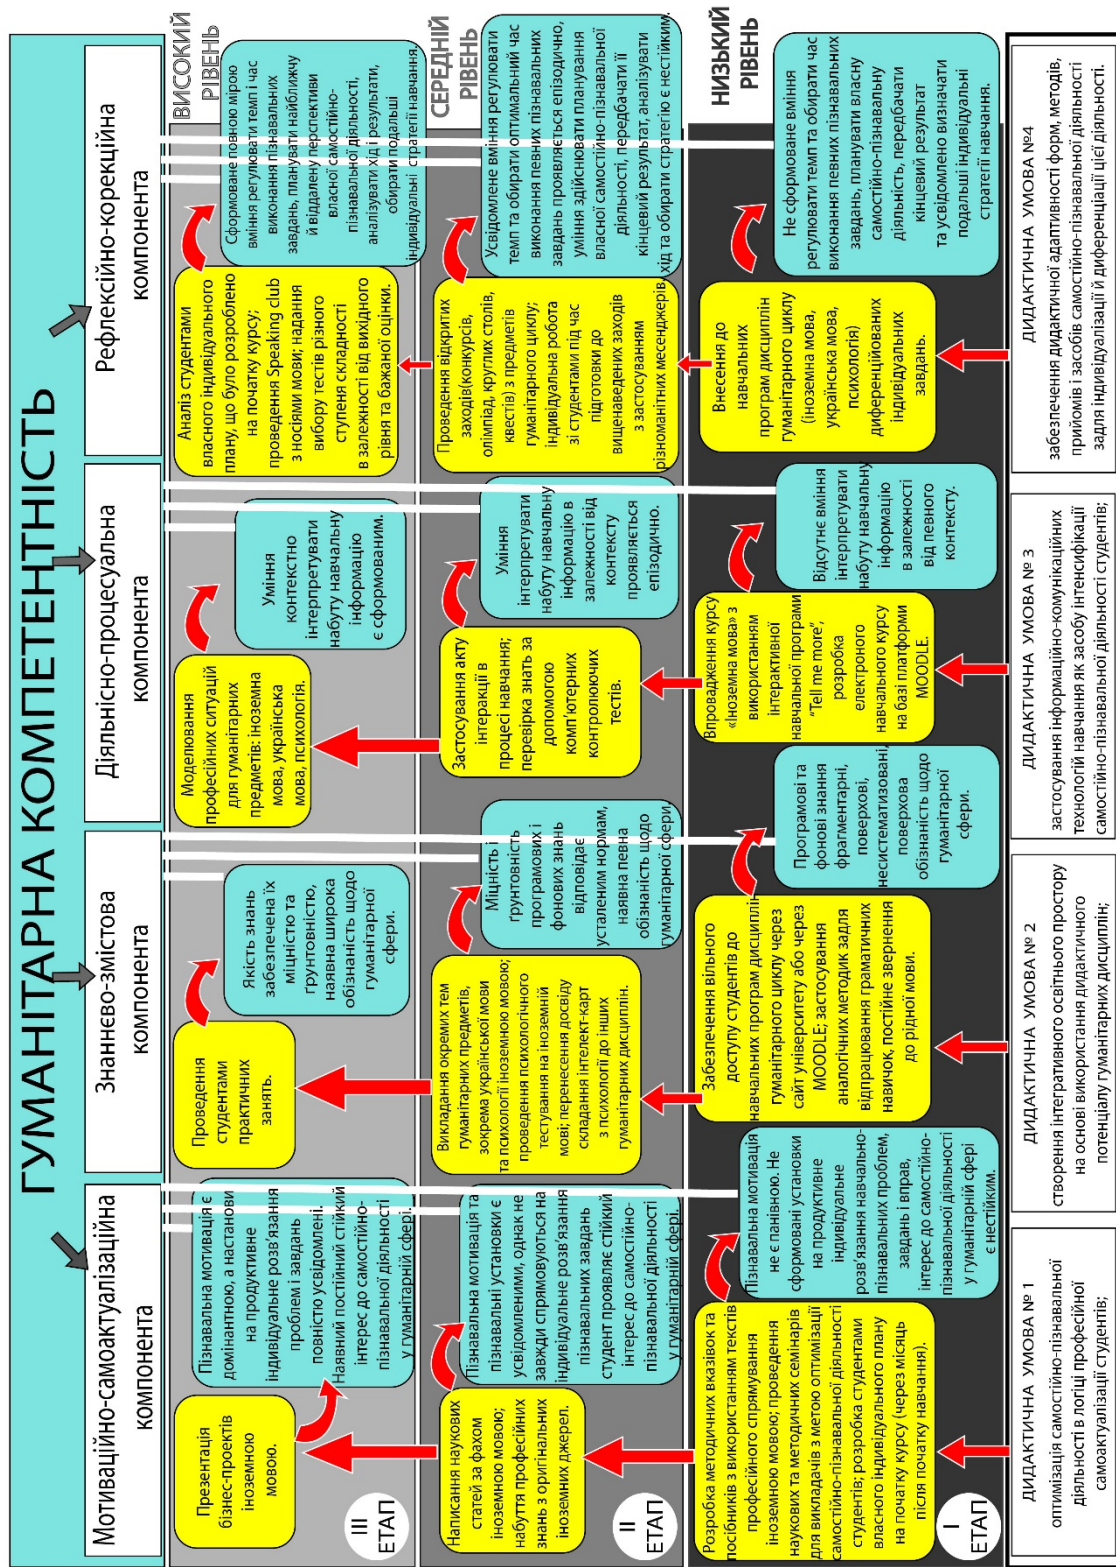 ГУМАНІТАРНА КОМПЕТЕНТНІСТЬ
Мотиваційно-самоактуалізаційна
компонента
Знаннєво-змістова
компонента
Діяльнісно-процесуальна
компонента
Рефлексійно-корекційна
компонента
ВИСОКИЙ
РІВЕНЬ
III
ЕТАП
Презентація
бізнес-проектів
іноземною
мовою.
Пізнавальна мотивація є
домінантною, а настанови
на продуктивне
індивідуальне розв'язання
проблем і завдань
повністю усвідомлені.
Наявний постійний стійкий
інтерес до самостійно-
пізнавальної діяльності
у гуманітарній сфері.
Проведення
студентами
практичних
занять.
Якість знань
забезпечена їх
міцністю та
ґрунтовністю,
наявна широка
обізнаність щодо
гуманітарної
сфери.
Моделювання
професійних ситуацій
для гуманітарних
предметів: іноземна
мова, українська
мова, психологія.
Уміння
контекстно
інтерпретувати
набуту навчальну
інформацію
є сформованим.
Аналіз студентами
власного індивідуального
плану, що було розроблено
на початку курсу;
проведення Speaking club
з носіями мови; надання
вибору тестів різного
ступеня складності
в залежності від вихідного
рівня та бажаної оцінки.
Сформоване повною мірою
вміння регулювати темп і час
виконання пізнавальних
завдань, планувати найближчу
й віддалену перспективи
власної самостійно-
пізнавальної діяльності,
аналізувати хід і результати,
обирати подальші
індивідуальні стратегії навчання.
СЕРЕДНІЙ
РІВЕНЬ
II
ЕТАП
Написання наукових
статей за фахом
іноземною мовою;
набуття професійних
знань з оригінальних
іноземних джерел.
Пізнавальна мотивація та
пізнавальні установки є
усвідомленими, однак не
завжди спрямовуються на
індивідуальне розв'язання
пізнавальних завдань
студент проявляє стійкий
інтерес до самостійно-
пізнавальної діяльності
у гуманітарній сфері.
Викладання окремих тем
гуманітарних предметів,
зокрема української мови
та психології іноземною мовою;
проведення психологічного
тестування на іноземній
мові; перенесення досвіду
складання інтелект-карт
з психології до інших
гуманітарних дисциплін.
Міцність і
ґрунтовність
програмових і
фонових знань
відповідає
усталеним нормам,
наявна певна
обізнаність щодо
гуманітарної сфери.
Застосування акту
інтеракції в
процесі навчання;
перевірка знать за
допомогою
комп'ютерних
контролюючих
тестів.
Уміння
інтерпретувати
набуту навчальну
інформацію в
залежності від
контексту
проявляється
епізодично.
Проведення відкритих
заходів(конкурсів,
олімпіад, круглих столів,
квестів) з предметів
гуманітарного циклу;
індивідуальна робота
зі студентами під час
підготовки до
вищенаведених заходів
з застосуванням
різноманітних месенджерів.
Усвідомлене вміння регулювати
темп та обирати оптимальний час
виконання певних пізнавальних
завдань проявляється епізодично,
уміння здійснювати планування
власної самостійно-пізнавальної
діяльності, передбачати її
кінцевий результат, аналізувати
хід та обирати стратегію є нестійким.
НИЗЬКИЙ
РІВЕНЬ
I
ЕТАП
Розробка методичних вказівок та
посібників з використанням текстів
професійного спрямування
іноземною мовою; проведення
наукових та методичних семінарів
для викладачів з метою оптимізації
самостійно-пізнавальної діяльності
студентів; розробка студентами
власного індивідуального плану
на початку курсу (через місяць
після початку навчання).
Пізнавальна мотивація
не є панівною. Не
сформовані установки
на продуктивне
індивідуальне
розв'язання навчально-
пізнавальних проблем,
завдань і вправ,
інтерес до самостійно-
пізнавальної діяльності
у гуманітарній сфері
є нестійким.
Забезпечення вільного
доступу студентів до
навчальних програм дисциплін
гуманітарного циклу через
сайт університету або через
MOODLE; застосування
аналогічних методик задля
відпрацювання граматичних
навичок, постійне звернення
до рідної мови.
Програмові та
фонові знання
фрагментарні,
поверхові,
несистематизовані,
поверхова
обізнаність щодо
гуманітарної
сфери.
Впровадження курсу
«Іноземна мова» з
використанням
інтерактивної
навчальної програми
“Tell me more”,
розробка
електроного
навчального курсу
на базі платформи
MOODLE.
Відсутнє вміння
інтерпретувати
набуту навчальну
інформацію
в залежності
від певного
контексту.
Внесення до
навчальних
програм дисциплін
гуманітарного циклу
(іноземна мова,
українська мова,
психологія)
диференційованих
індивідуальних
завдань.
Не сформоване вміння
регулювати темп та обирати час
виконання певних пізнавальних
завдань, планувати власну
самостійно-пізнавальну
діяльність, передбачати
кінцевий результат
та усвідомлено визначати
подальші індивідуальні
стратегії навчання.
ДИДАКТИЧНА УМОВА № 1
оптимізація самостійно-пізнавальної
діяльності в логіці професійної
самоактуалізації студентів;
ДИДАКТИЧНА УМОВА № 2
створення інтегративного освітнього простору
на основі використання дидактичного
потенціалу гуманітарних дисциплін;
ДИДАКТИЧНА УМОВА № 3
застосування інформаційно-комунікаційних
технологій навчання як засобу інтенсифікації
самостійно-пізнавальної діяльності студентів;
ДИДАКТИЧНА УМОВА №4
забезпечення дидактичної адаптивності форм, методів,
прийомів і засобів самостійно-пізнавальної діяльності
задля індивідуалізації й диференціації цієї діяльності.